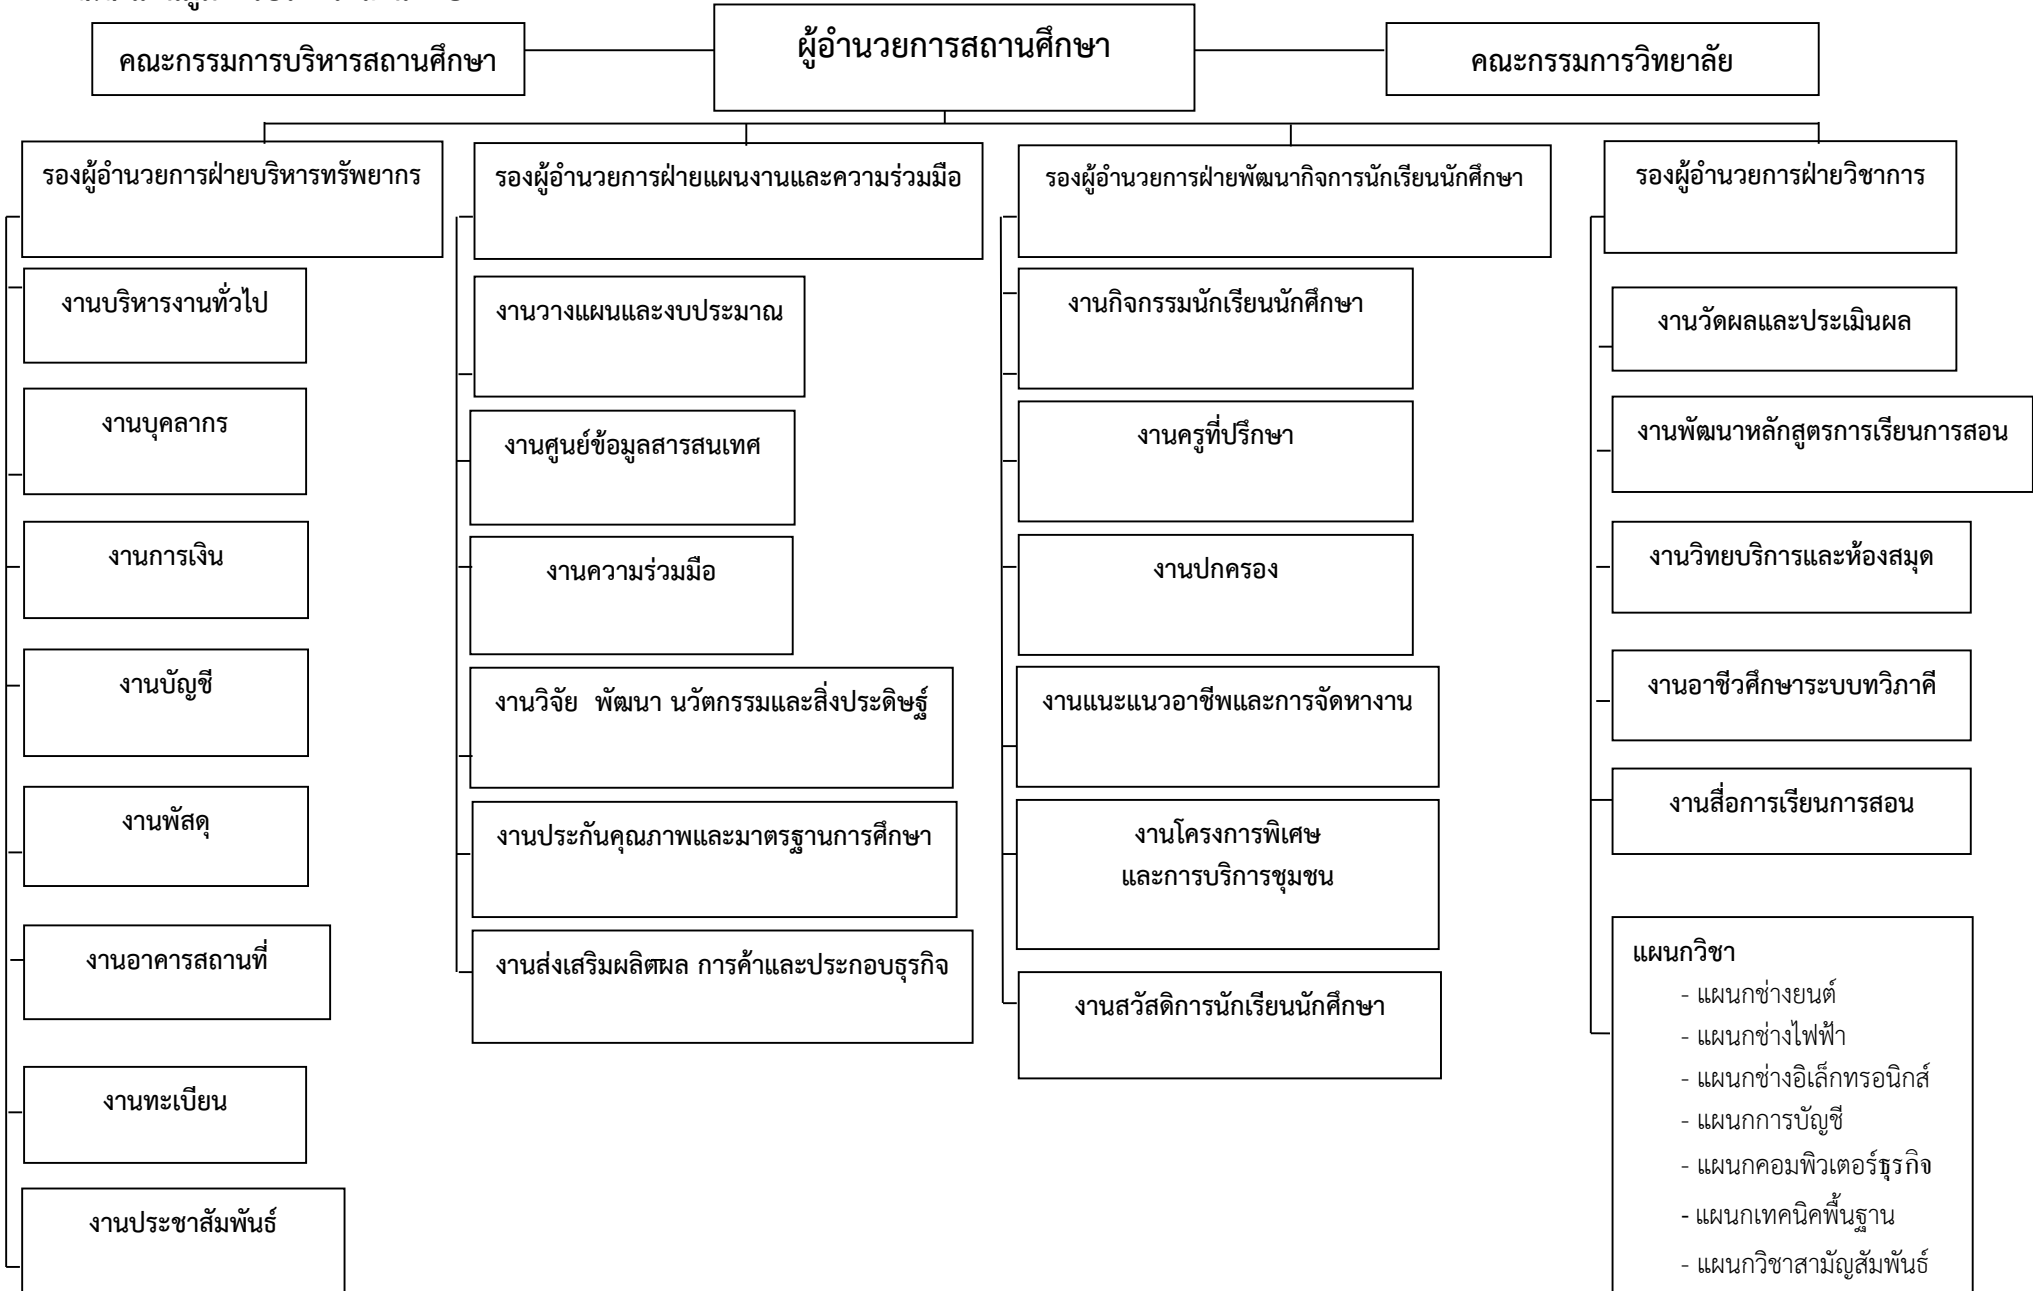 คณะกรรมการบริหารสถานศึกษา
ผู้อำนวยการสถานศึกษา
คณะกรรมการวิทยาลัย
รองผู้อำนวยการฝ่ายบริหารทรัพยากร
งานบริหารงานทั่วไป
งานบุคลากร
งานการเงิน
งานบัญชี
งานพัสดุ
งานอาคารสถานที่
งานทะเบียน
งานประชาสัมพันธ์
รองผู้อำนวยการฝ่ายแผนงานและความร่วมมือ
งานวางแผนและงบประมาณ
งานศูนย์ข้อมูลสารสนเทศ
งานความร่วมมือ
งานวิจัย พัฒนา นวัตกรรมและสิ่งประดิษฐ์
งานประกันคุณภาพและมาตรฐานการศึกษา
งานส่งเสริมผลิตผล การค้าและประกอบธุรกิจ
รองผู้อำนวยการฝ่ายพัฒนากิจการนักเรียนนักศึกษา
งานกิจกรรมนักเรียนนักศึกษา
งานครูที่ปรึกษา
งานปกครอง
งานแนะแนวอาชีพและการจัดหางาน
งานโครงการพิเศษ
และการบริการชุมชน
งานสวัสดิการนักเรียนนักศึกษา
รองผู้อำนวยการฝ่ายวิชาการ
งานวัดผลและประเมินผล
งานพัฒนาหลักสูตรการเรียนการสอน
งานวิทยบริการและห้องสมุด
งานอาชีวศึกษาระบบทวิภาคี
งานสื่อการเรียนการสอน
แผนกวิชา
- แผนกช่างยนต์
- แผนกช่างไฟฟ้า
- แผนกช่างอิเล็กทรอนิกส์
- แผนกการบัญชี
- แผนกคอมพิวเตอร์ธุรกิจ
- แผนกเทคนิคพื้นฐาน
- แผนกวิชาสามัญสัมพันธ์